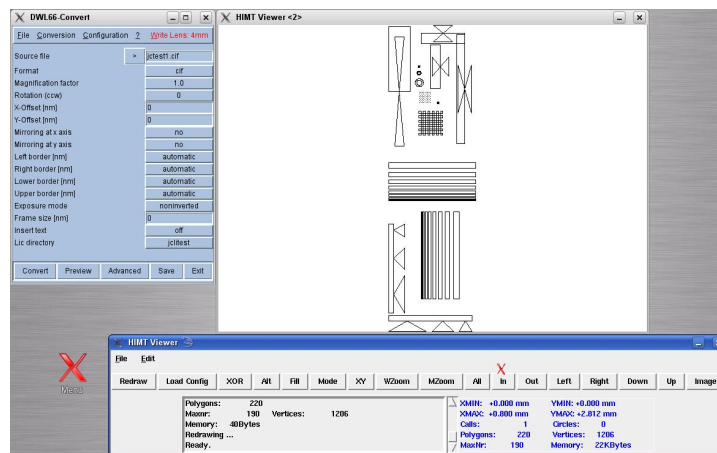 DWL66-Convert
File Conversion Configuration ? Write Lens: 4mm
Source file > jctest1.cif
Format cif
Magnification factor 1.0
Rotation (ccw) 0
X-Offset [nm] 0
Y-Offset [nm] 0
Mirroring at x axis no
Mirroring at y axis no
Left border [nm] automatic
Right border [nm] automatic
Lower border [nm] automatic
Upper border [nm] automatic
Exposure mode noninverted
Frame size [nm] 0
Insert text off
Lic directory jclitest
Convert Preview Advanced Save Exit
HIMT Viewer <2>
Menu
HIMT Viewer
File Edit
Redraw Load Config XOR Alt Fill Mode XY WZoom MZoom All In Out Left Right Down Up Image
Polygons: 220
Maxnr: 190 Vertices: 1206
Memory: 40Bytes
Redrawing ...
Ready.
XMIN: +0.000 mm YMIN: +0.000 mm
XMAX: +0.800 mm YMAX: +2.812 mm
Calls: 1 Circles: 0
Polygons: 220 Vertices: 1206
MaxNr: 190 Memory: 22KBytes